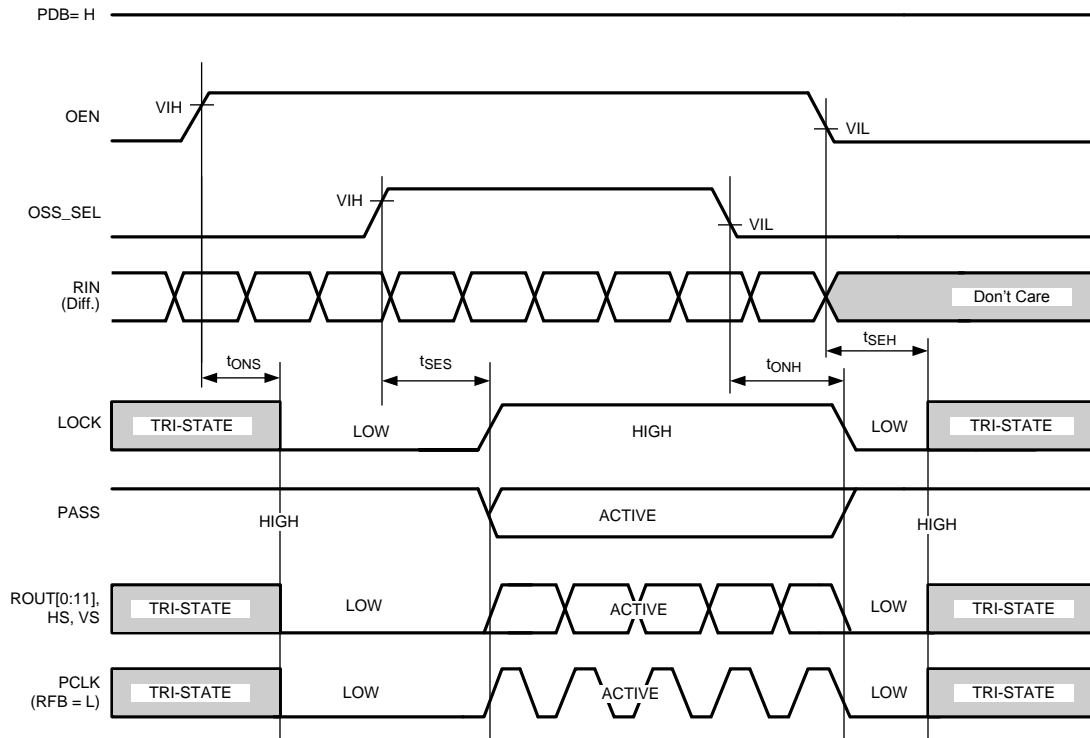 PDB= H
OEN
VIH
VIL
OSS_SEL
VIH
VIL
RIN
(Diff.)
Don't Care
tONS
tSES
tONH
tSEH
LOCK
TRI-STATE
LOW
HIGH
LOW
TRI-STATE
PASS
HIGH
ACTIVE
HIGH
ROUT[0:11],
HS, VS
TRI-STATE
LOW
ACTIVE
LOW
TRI-STATE
PCLK
(RFB = L)
TRI-STATE
LOW
ACTIVE
LOW
TRI-STATE